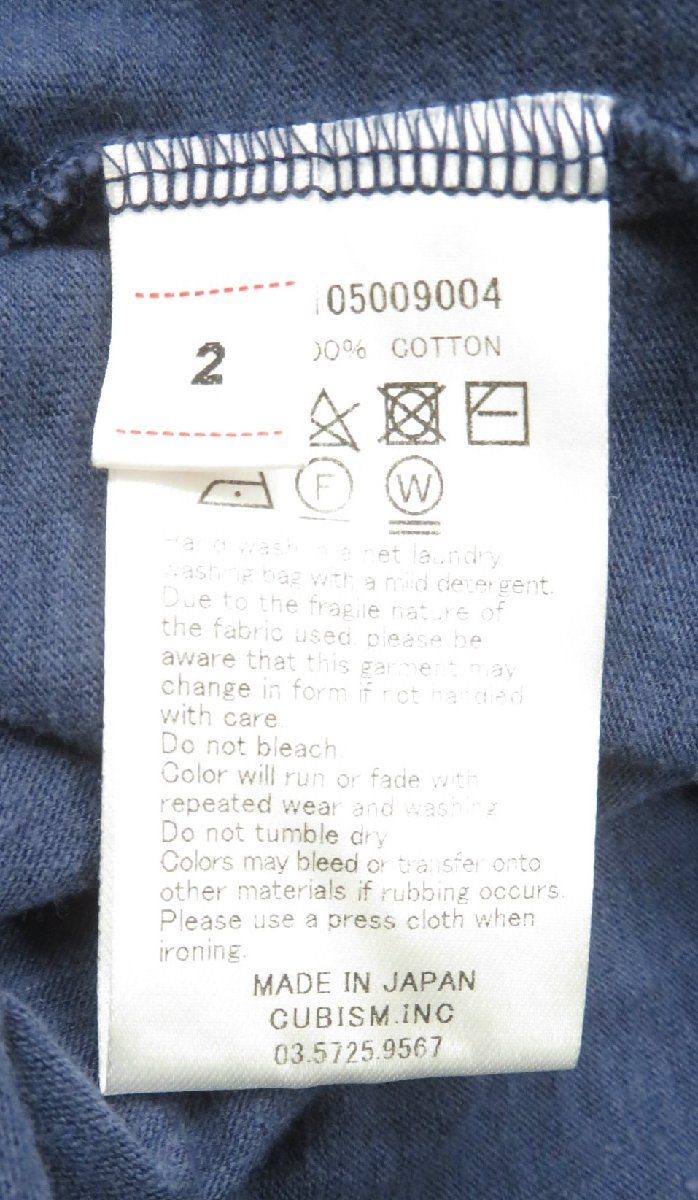 2
05009004
00% COTTON
F
W
Hand wash in a net laundry
washing bag with a mild detergent.
Due to the fragile nature of
the fabric used, please be
aware that this garment may
change in form if not handled
with care.
Do not bleach
Color will run or fade with
repeated wear and washing
Do not tumble dry
Colors may bleed or transfer onto
other materials if rubbing occurs.
Please use a press cloth when
ironing.
MADE IN JAPAN
CUBISM.INC
03.5725.9567